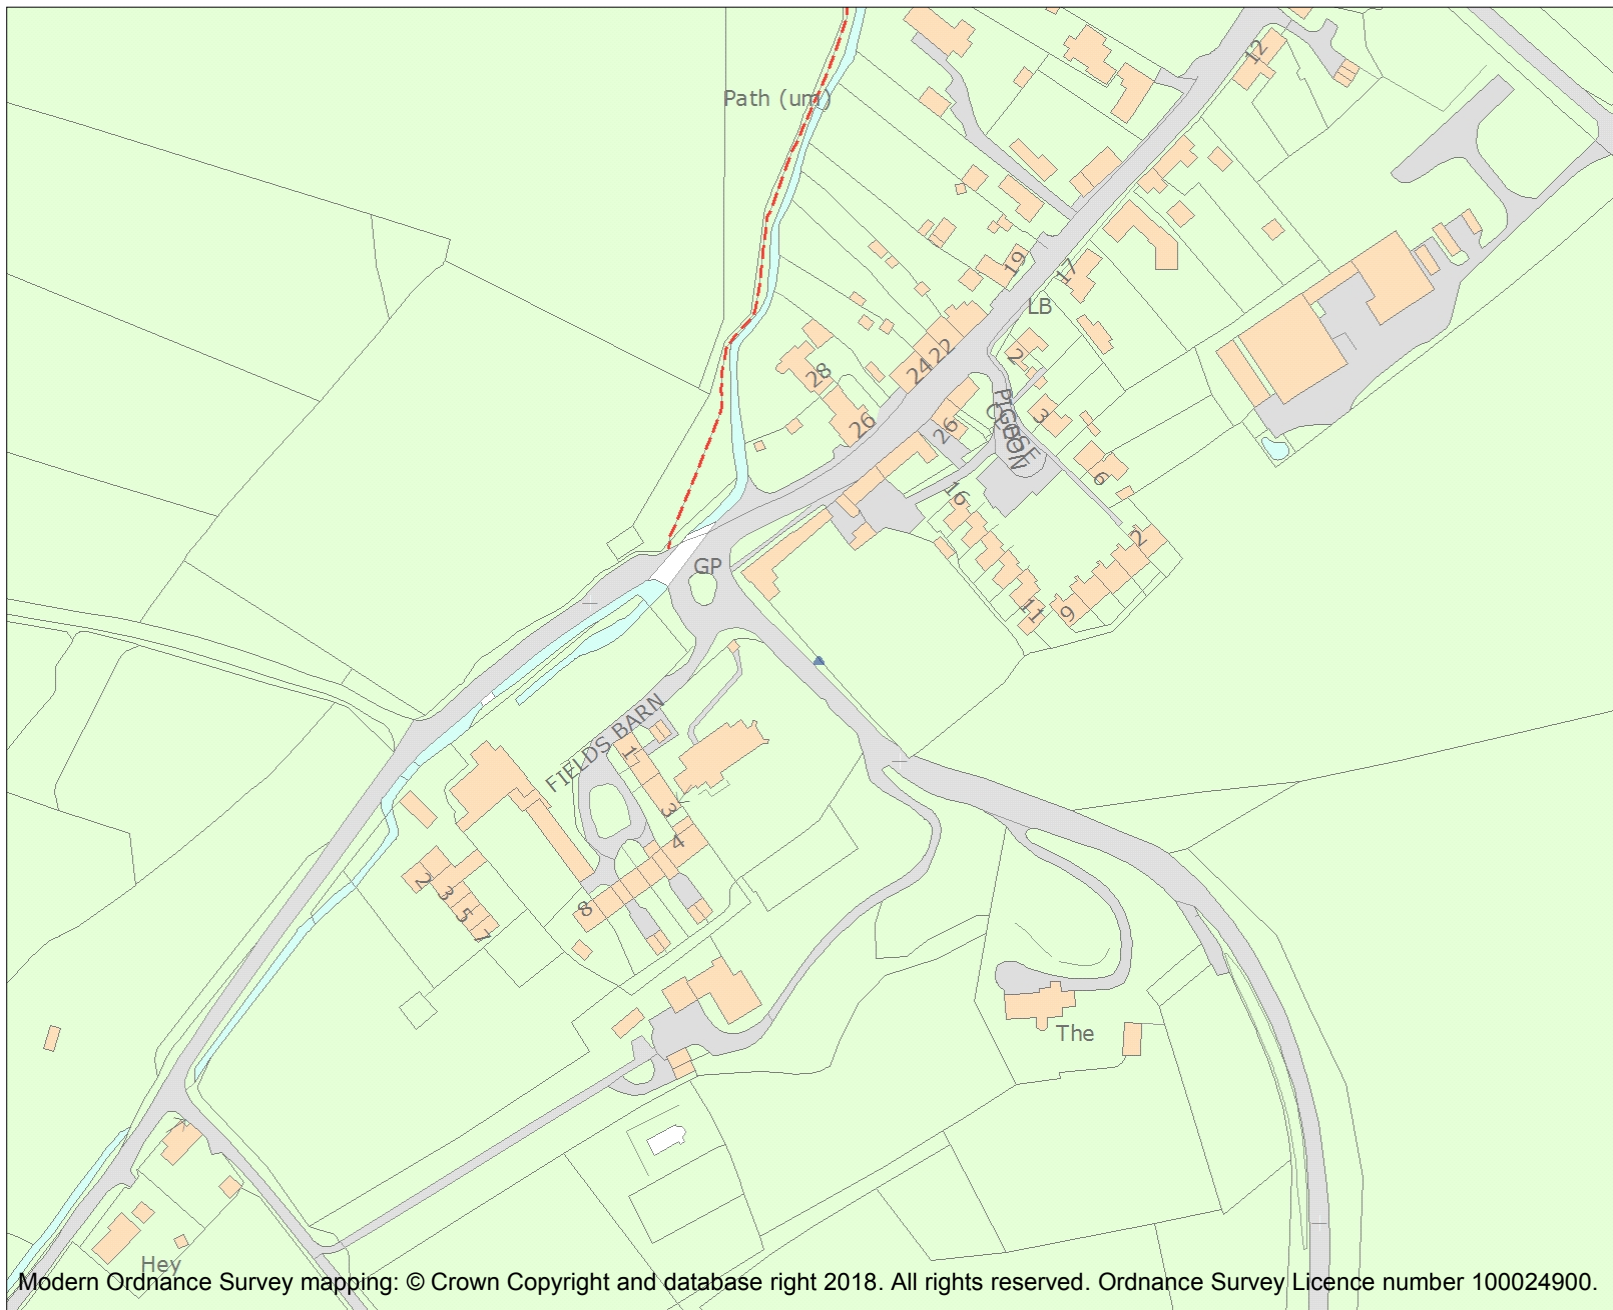 12
Path (um)
19
17
LB
2
22
24
28
3
PIGEON
CLOSE
26
26
6
16
2
GP
11
9
FIELDS BARN
1
3
4
2
3
5
7
8
The
Hey
Modern Ordnance Survey mapping: © Crown Copyright and database right 2018. All rights reserved. Ordnance Survey Licence number 100024900.